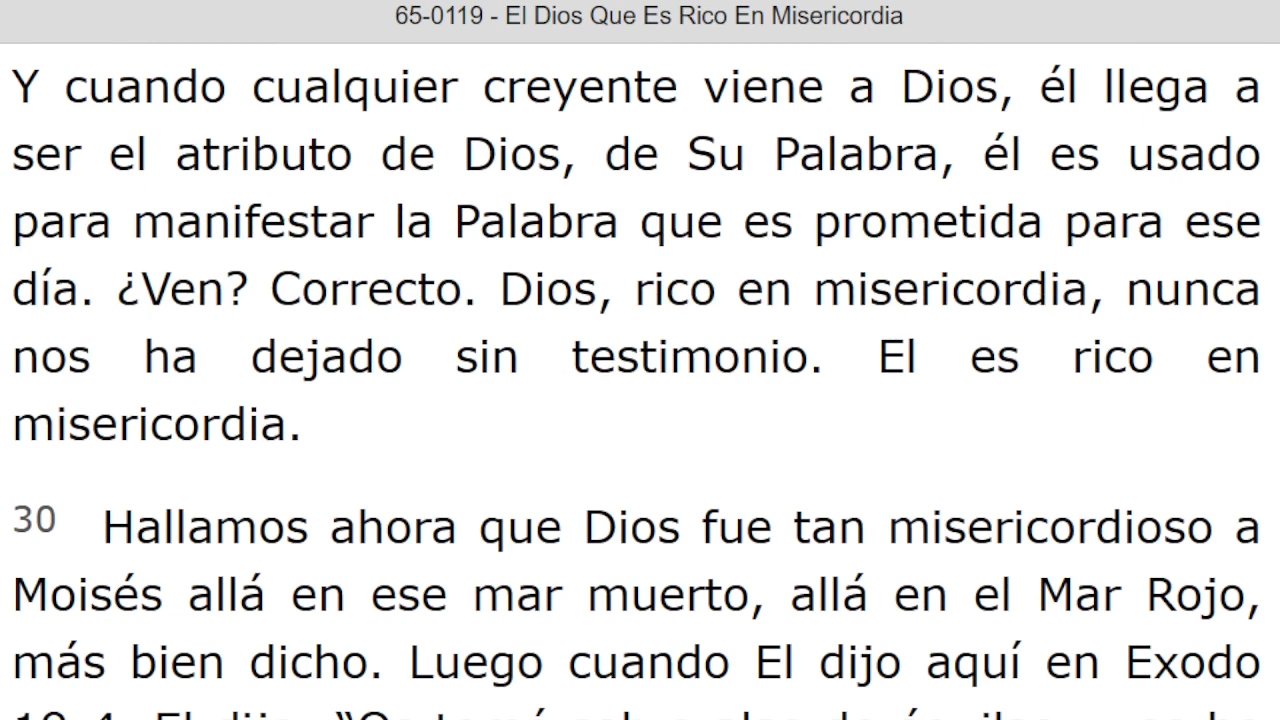 65-0119 - El Dios Que Es Rico En Misericordia
Y cuando cualquier creyente viene a Dios, él llega a
ser el atributo de Dios, de Su Palabra, él es usado
para manifestar la Palabra que es prometida para ese
día. ¿Ven? Correcto. Dios, rico en misericordia, nunca
nos ha dejado sin testimonio. El es rico en
misericordia.
30 Hallamos ahora que Dios fue tan misericordioso a
Moisés allá en ese mar muerto, allá en el Mar Rojo,
más bien dicho. Luego cuando El dijo aquí en Exodo